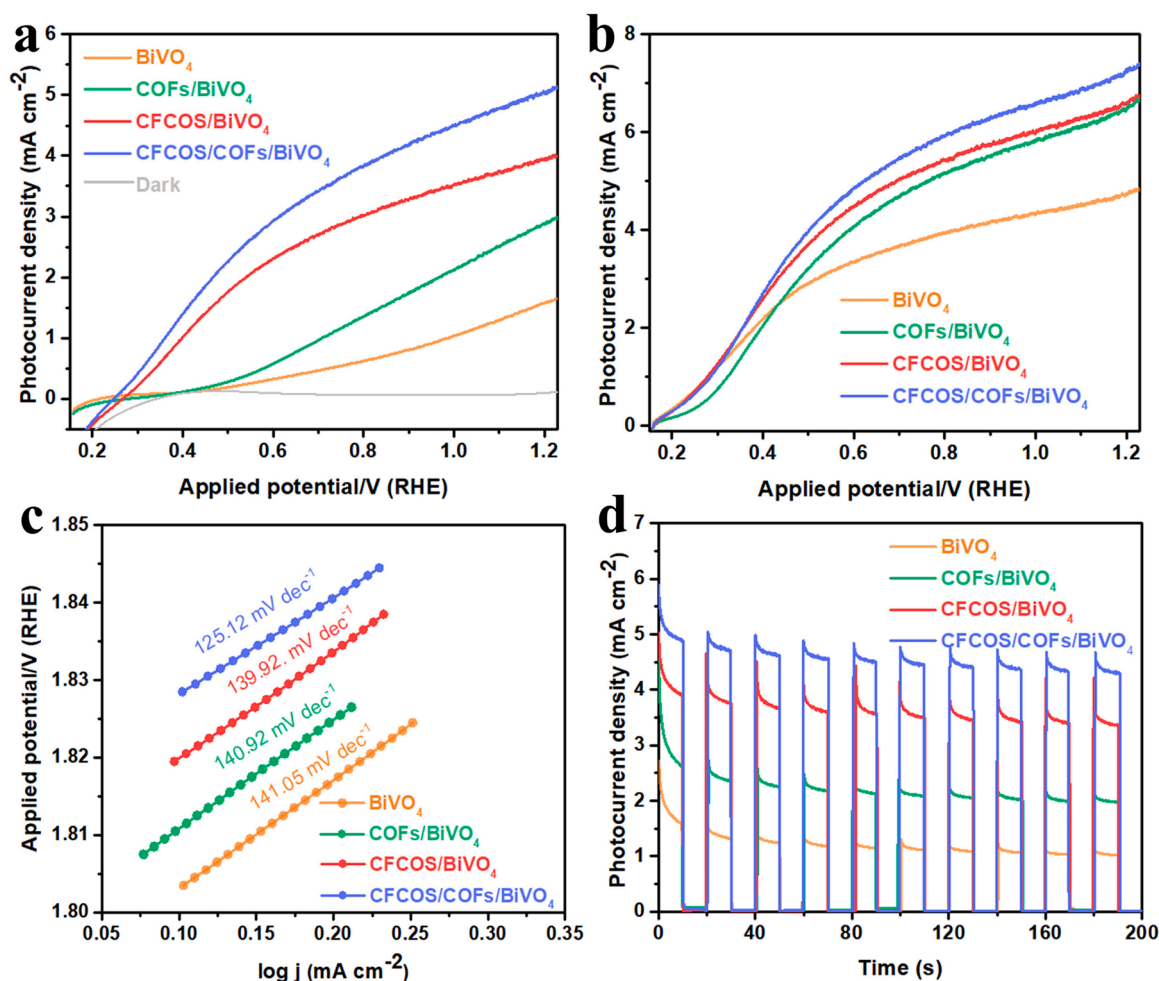 a
Photocurrent density (mA cm⁻²)
6
5
4
3
2
1
0
BiVO₄
COFs/BiVO₄
CFCOS/BiVO₄
CFCOS/COFs/BiVO₄
Dark
0.2 0.4 0.6 0.8 1.0 1.2
Applied potential/V (RHE)
b
Photocurrent density (mA cm⁻²)
8
6
4
2
0
BiVO₄
COFs/BiVO₄
CFCOS/BiVO₄
CFCOS/COFs/BiVO₄
0.2 0.4 0.6 0.8 1.0 1.2
Applied potential/V (RHE)
c
Applied potential/V (RHE)
1.85
1.84
1.83
1.82
1.81
1.80
125.12 mV dec⁻¹
139.92. mV dec⁻¹
140.92 mV dec⁻¹
141.05 mV dec⁻¹
BiVO₄
COFs/BiVO₄
CFCOS/BiVO₄
CFCOS/COFs/BiVO₄
0.05 0.10 0.15 0.20 0.25 0.30 0.35
log j (mA cm⁻²)
d
Photocurrent density (mA cm⁻²)
7
6
5
4
3
2
1
0
BiVO₄
COFs/BiVO₄
CFCOS/BiVO₄
CFCOS/COFs/BiVO₄
0 40 80 120 160 200
Time (s)